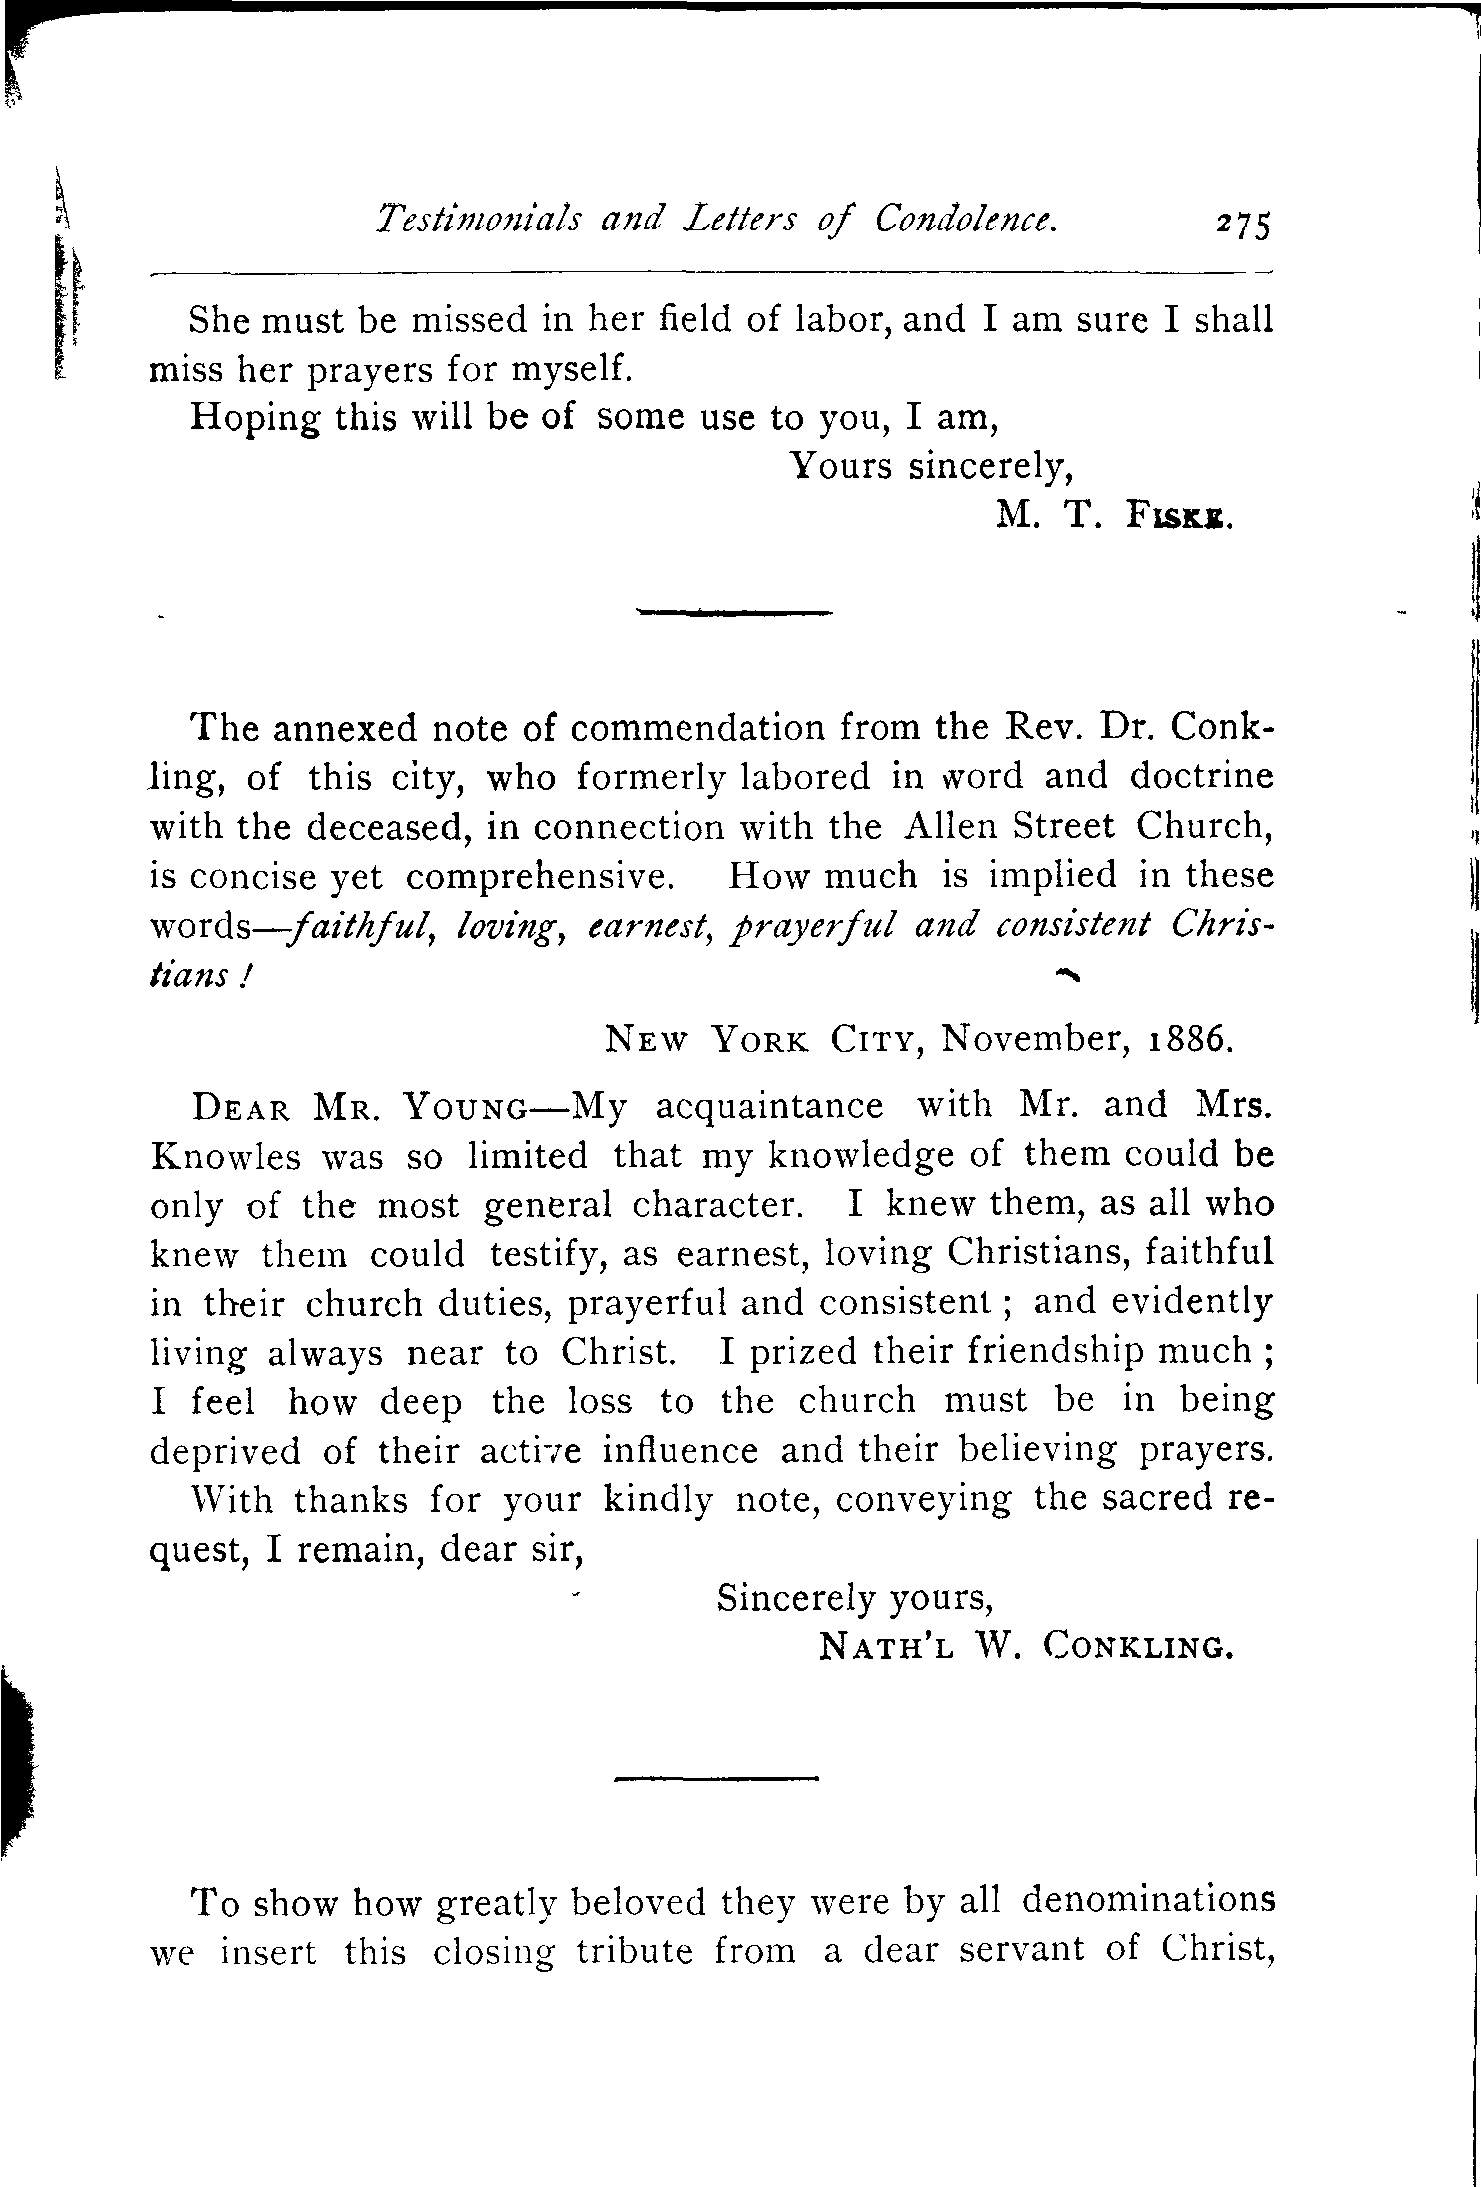 Testimonials and Letters of Condolence. 275
She must be missed in her field of labor, and I am sure I shall
miss her prayers for myself.
Hoping this will be of some use to you, I am,
Yours sincerely,
M. T. FISKE.
The annexed note of commendation from the Rev. Dr. Conk-
ling, of this city, who formerly labored in word and doctrine
with the deceased, in connection with the Allen Street Church,
is concise yet comprehensive. How much is implied in these
words—faithful, loving, earnest, prayerful and consistent Chris-
tians !
NEW YORK CITY, November, 1886.
DEAR MR. YOUNG—My acquaintance with Mr. and Mrs.
Knowles was so limited that my knowledge of them could be
only of the most general character. I knew them, as all who
knew them could testify, as earnest, loving Christians, faithful
in their church duties, prayerful and consistent ; and evidently
living always near to Christ. I prized their friendship much ;
I feel how deep the loss to the church must be in being
deprived of their active influence and their believing prayers.
With thanks for your kindly note, conveying the sacred re-
quest, I remain, dear sir,
Sincerely yours,
NATH'L W. CONKLING.
To show how greatly beloved they were by all denominations
we insert this closing tribute from a dear servant of Christ,